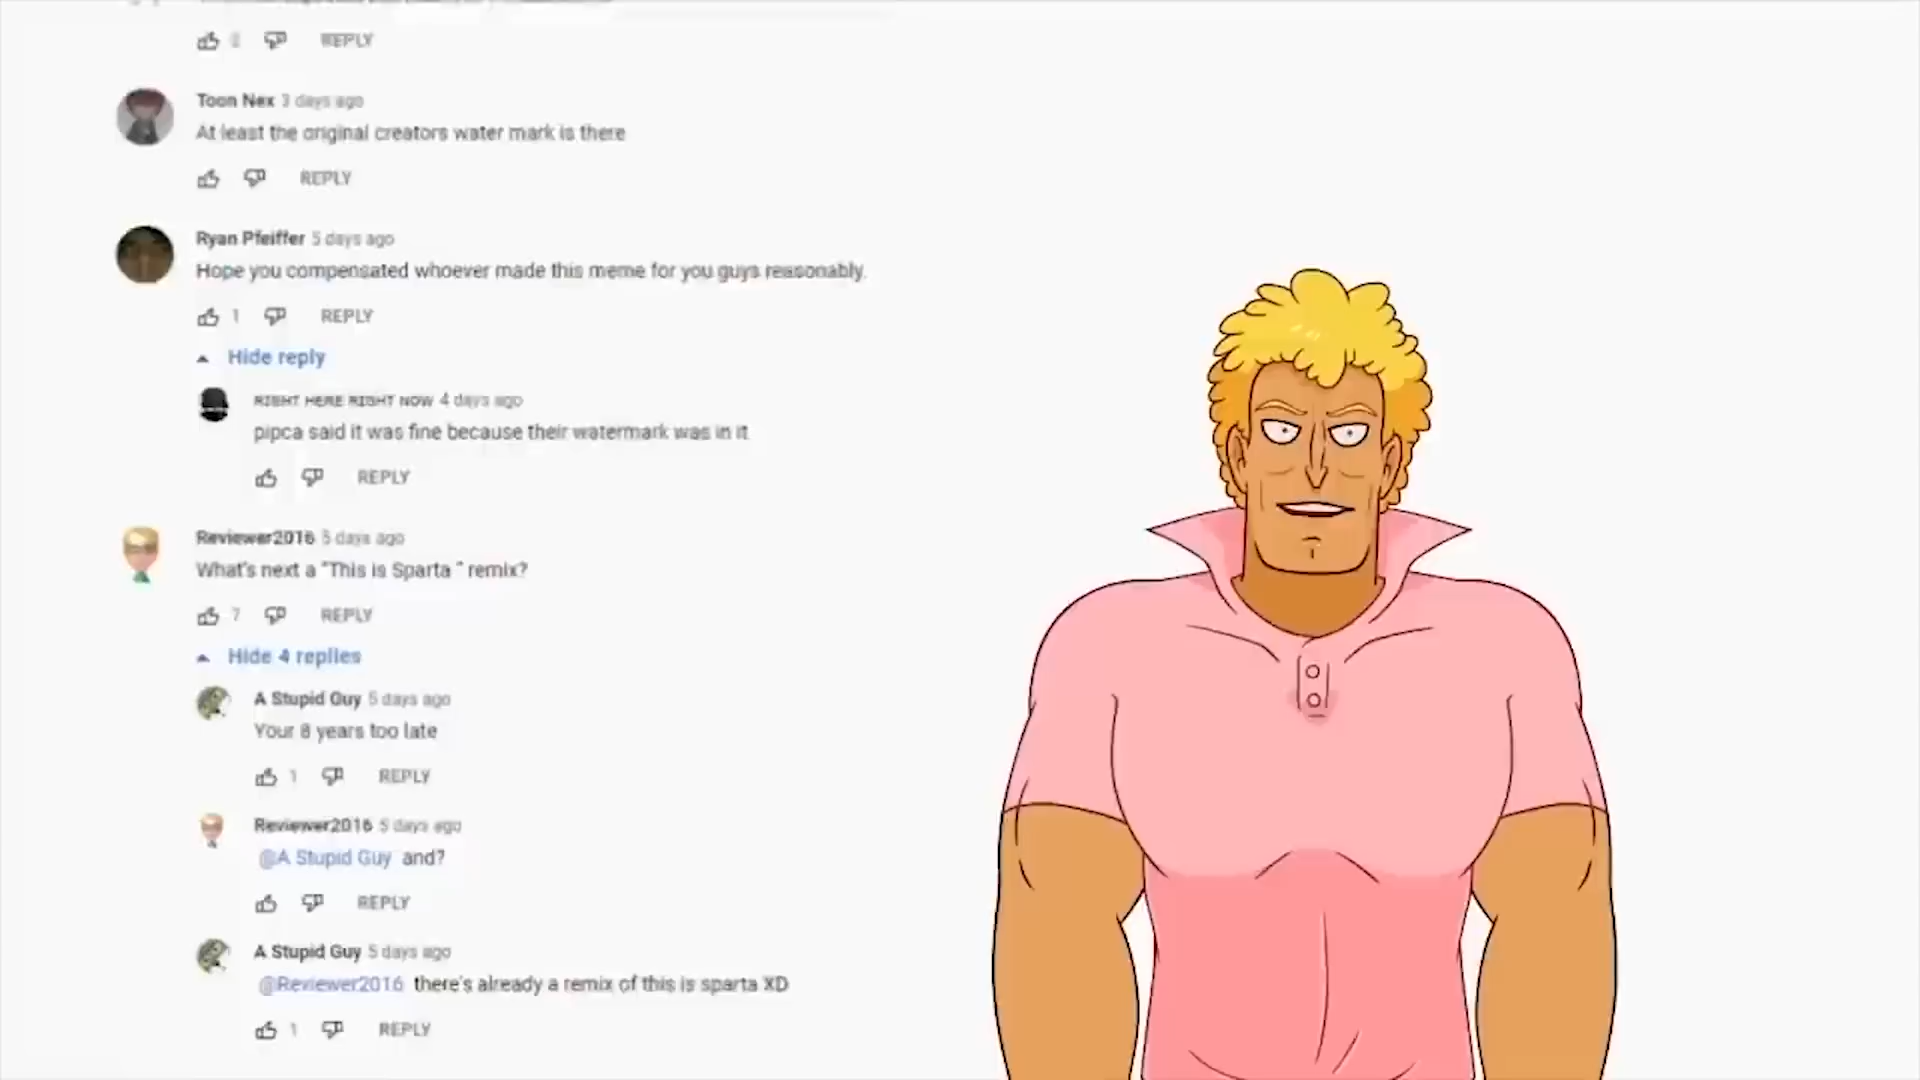 REPLY
Toon Nex 3 days ago
At least the original creators water mark is there
REPLY
Ryan Pfeiffer 5 days ago
Hope you compensated whoever made this meme for you guys reasonably.
1 REPLY
Hide reply
RIGHT HERE RIGHT NOW 4 days ago
pipca said it was fine because their watermark was in it
REPLY
Reviewer2016 5 days ago
What's next a "This is Sparta " remix?
7 REPLY
Hide 4 replies
A Stupid Guy 5 days ago
Your 8 years too late
1 REPLY
Reviewer2016 5 days ago
@A Stupid Guy and?
REPLY
A Stupid Guy 5 days ago
@Reviewer2016 there's already a remix of this is sparta XD
1 REPLY